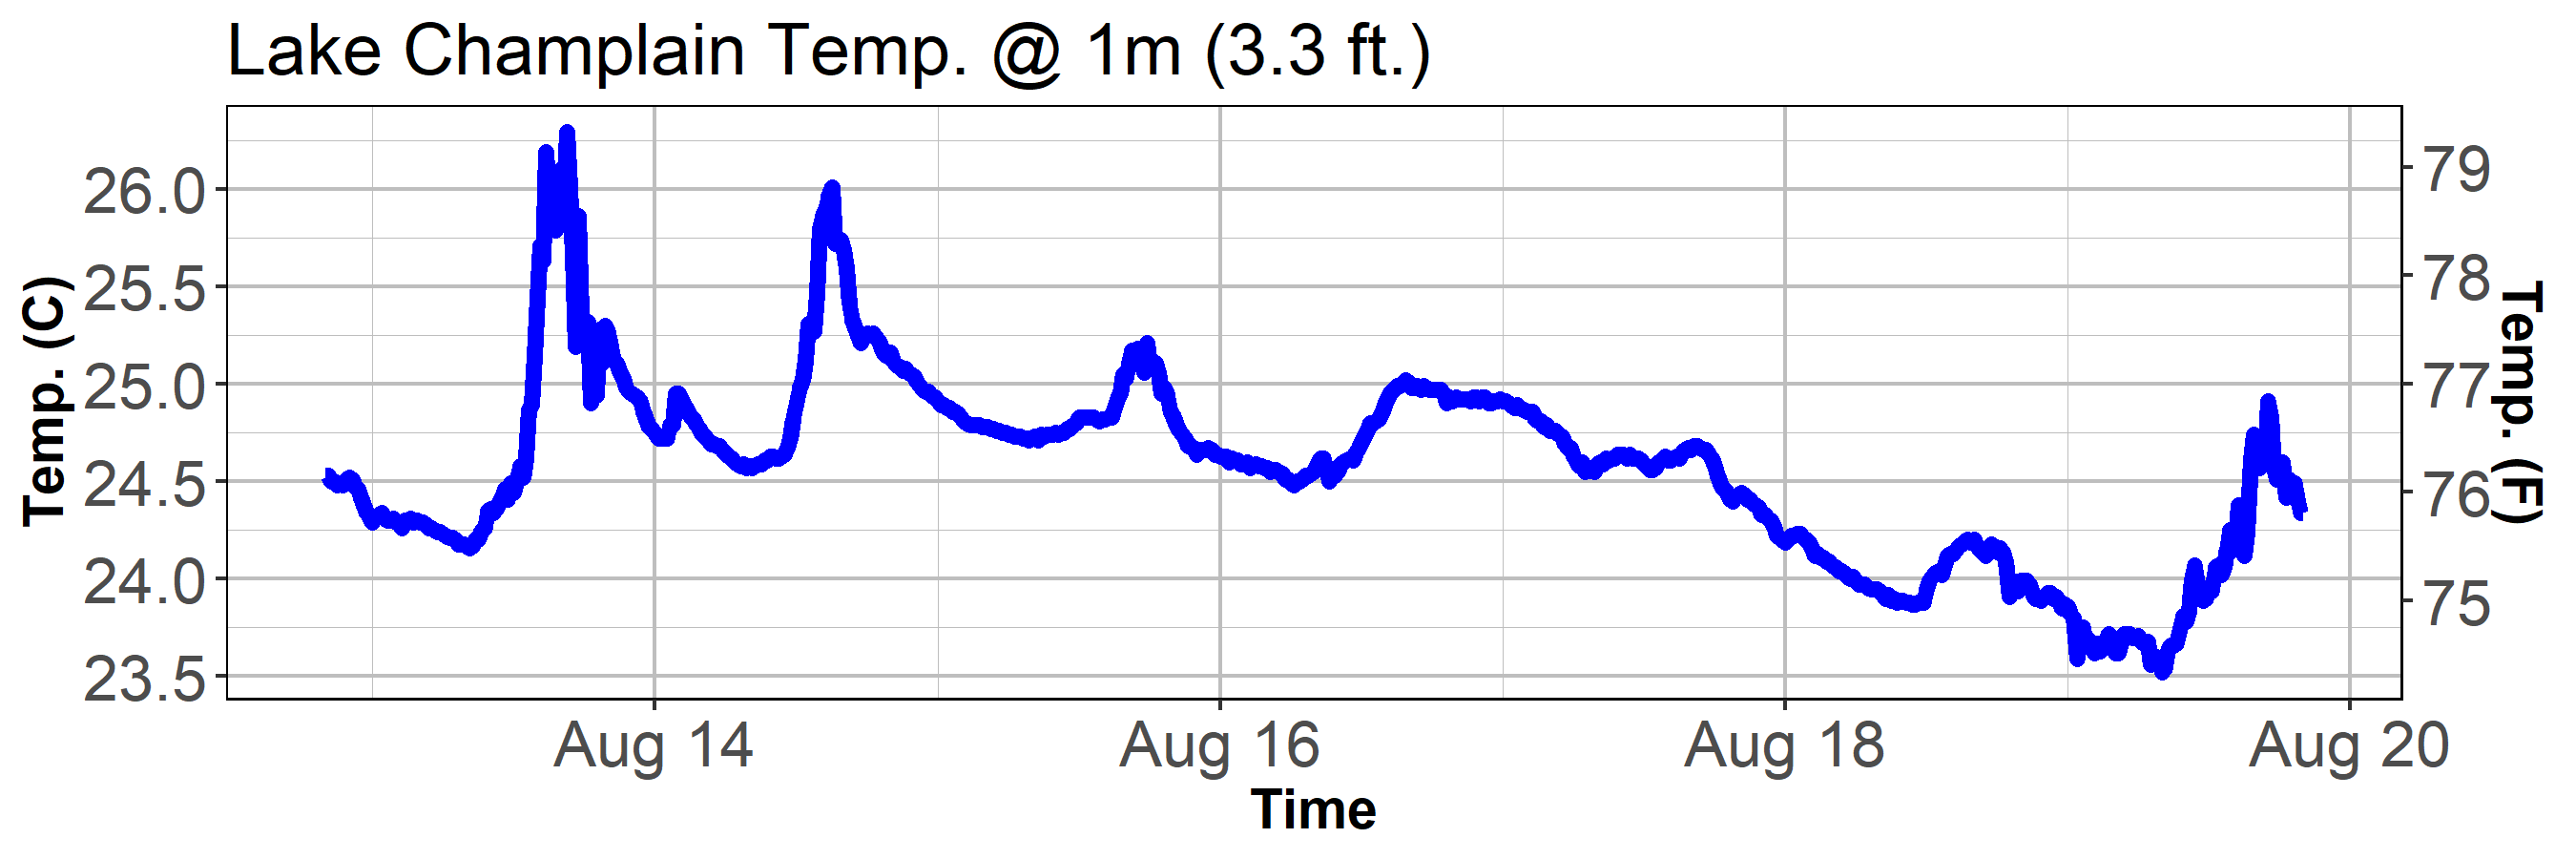 Lake Champlain Temp. @ 1m (3.3 ft.)
Temp. (C)
26.0
25.5
25.0
24.5
24.0
23.5
79
78
77
76
75
Temp. (F)
Aug 14 Aug 16 Aug 18 Aug 20
Time